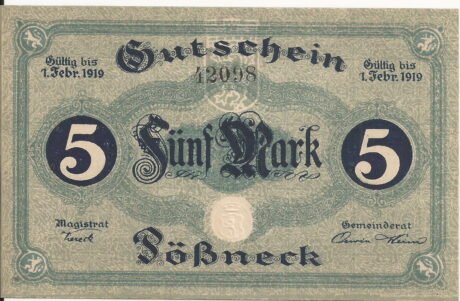 Gutschein
Gültig bis
1. Febr. 1919
42098
Gültig bis
1. Febr. 1919
5
Fünf Mark
5
Magistrat
Gemeinderat
Pößneck